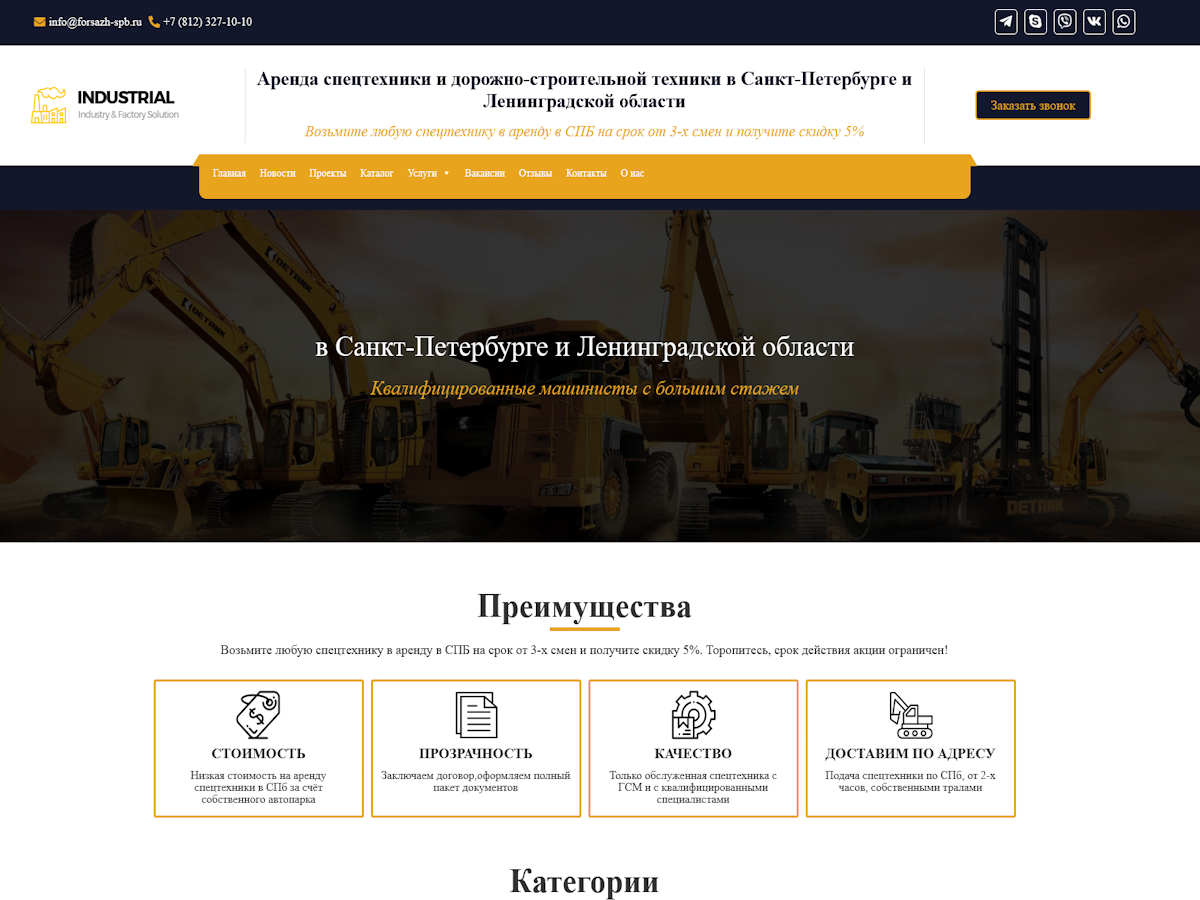 info@forsazh-spb.ru +7 (812) 327-10-10
INDUSTRIAL
Industry & Factory Solution
Аренда спецтехники и дорожно-строительной техники в Санкт-Петербурге и
Ленинградской области
Возьмите любую спецтехнику в аренду в СПБ на срок от 3-х смен и получите скидку 5%
Заказать звонок
Главная Новости Проекты Каталог Услуги Вакансии Отзывы Контакты О нас
DETANK
DETANK
DETANK
в Санкт-Петербурге и Ленинградской области
Квалифицированные машинисты с большим стажем
DETANK
Преимущества
Возьмите любую спецтехнику в аренду в СПБ на срок от 3-х смен и получите скидку 5%. Торопитесь, срок действия акции ограничен!
СТОИМОСТЬ
Низкая стоимость на аренду
спецтехники в СПб за счёт
собственного автопарка
ПРОЗРАЧНОСТЬ
Заключаем договор,оформляем полный
пакет документов
КАЧЕСТВО
Только обслуженная спецтехника с
ГСМ и с квалифицированными
специалистами
ДОСТАВИМ ПО АДРЕСУ
Подача спецтехники по СПб, от 2-х
часов, собственными тралами
Категории